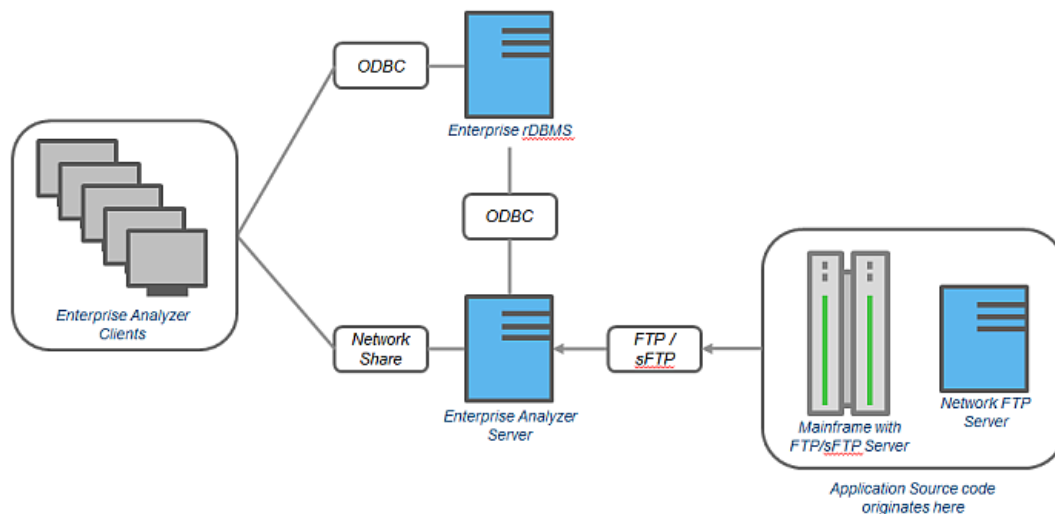 ODBC
Enterprise rDBMS
ODBC
Enterprise Analyzer
Clients
Network
Share
FTP /
sFTP
Enterprise Analyzer
Server
Mainframe with
FTP/sFTP Server
Network FTP
Server
Application Source code
originates here